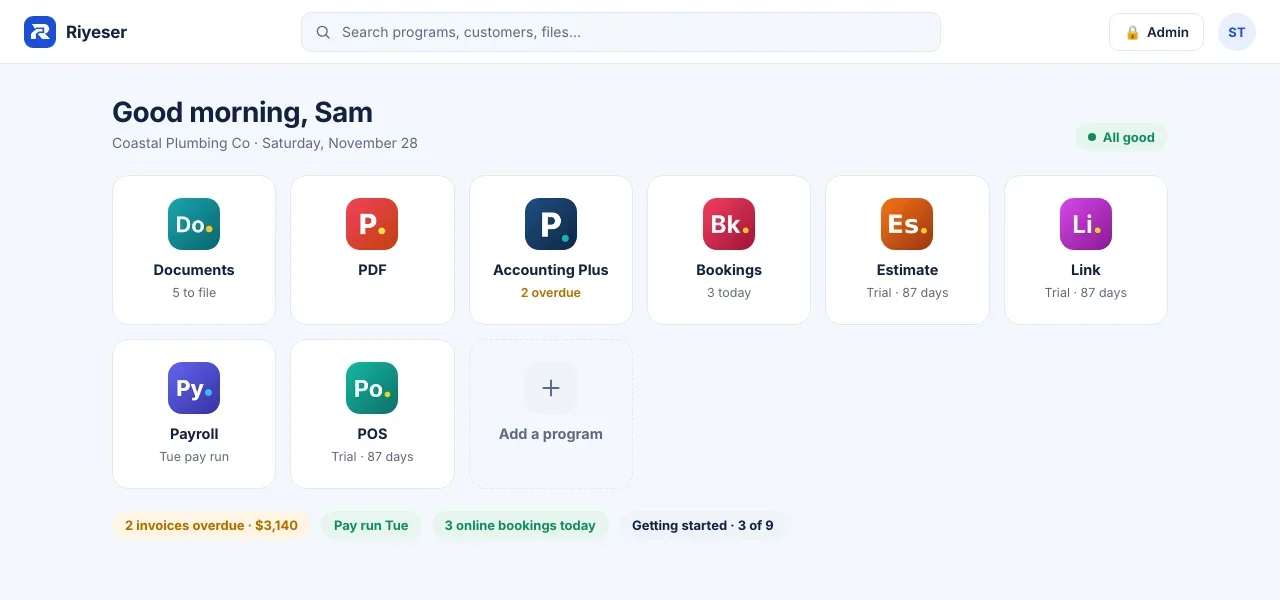 Riyeser
Search programs, customers, files...
🔒 Admin
ST
Good morning, Sam
Coastal Plumbing Co · Saturday, November 28
All good
Do.
P.
P.
Bk.
Es.
Li.
Documents
PDF
Accounting Plus
Bookings
Estimate
Link
5 to file
2 overdue
3 today
Trial · 87 days
Trial · 87 days
Py.
Po.
+
Payroll
POS
Add a program
Tue pay run
Trial · 87 days
2 invoices overdue · $3,140
Pay run Tue
3 online bookings today
Getting started · 3 of 9